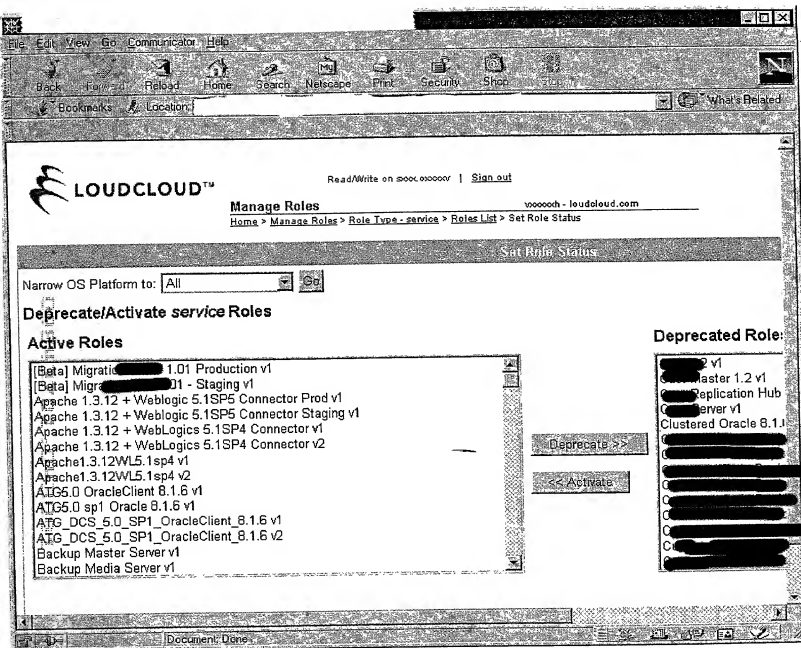 File Edit View Go Communicator Help
Back Forward Reload Home Search Netscape Print Security Shop Stop
Bookmarks Location: What's Related
LOUDCLOUD™
Read/Write on | Sign out
Manage Roles
- loudcloud.com
Home > Manage Roles > Role Type - service > Roles List > Set Role Status
Set Role Status
Narrow OS Platform to: All Go
Deprecate/Activate service Roles
Active Roles
[Beta] 1.01 Production v1
[Beta] - Staging v1
Apache 1.3.12 + Weblogic 5.1SP5 Connector Prod v1
Apache 1.3.12 + Weblogic 5.1SP5 Connector Staging v1
Apache 1.3.12 + WebLogics 5.1SP4 Connector v1
Apache 1.3.12 + WebLogics 5.1SP4 Connector v2
Apache1.3.12WL5.1sp4 v1
Apache1.3.12WL5.1sp4 v2
ATG5.0 OracleClient 8.1.6 v1
ATG5.0 sp1 Oracle 8.1.6 v1
ATG_DCS_5.0_SP1_OracleClient_8.1.6 v1
ATG_DCS_5.0_SP1_OracleClient_8.1.6 v2
Backup Master Server v1
Backup Media Server v1
Deprecate >>
<< Activate
Deprecated Role
v1
1.2 v1
Replication Hub
v1
Clustered Oracle 8.1.
Document: Done